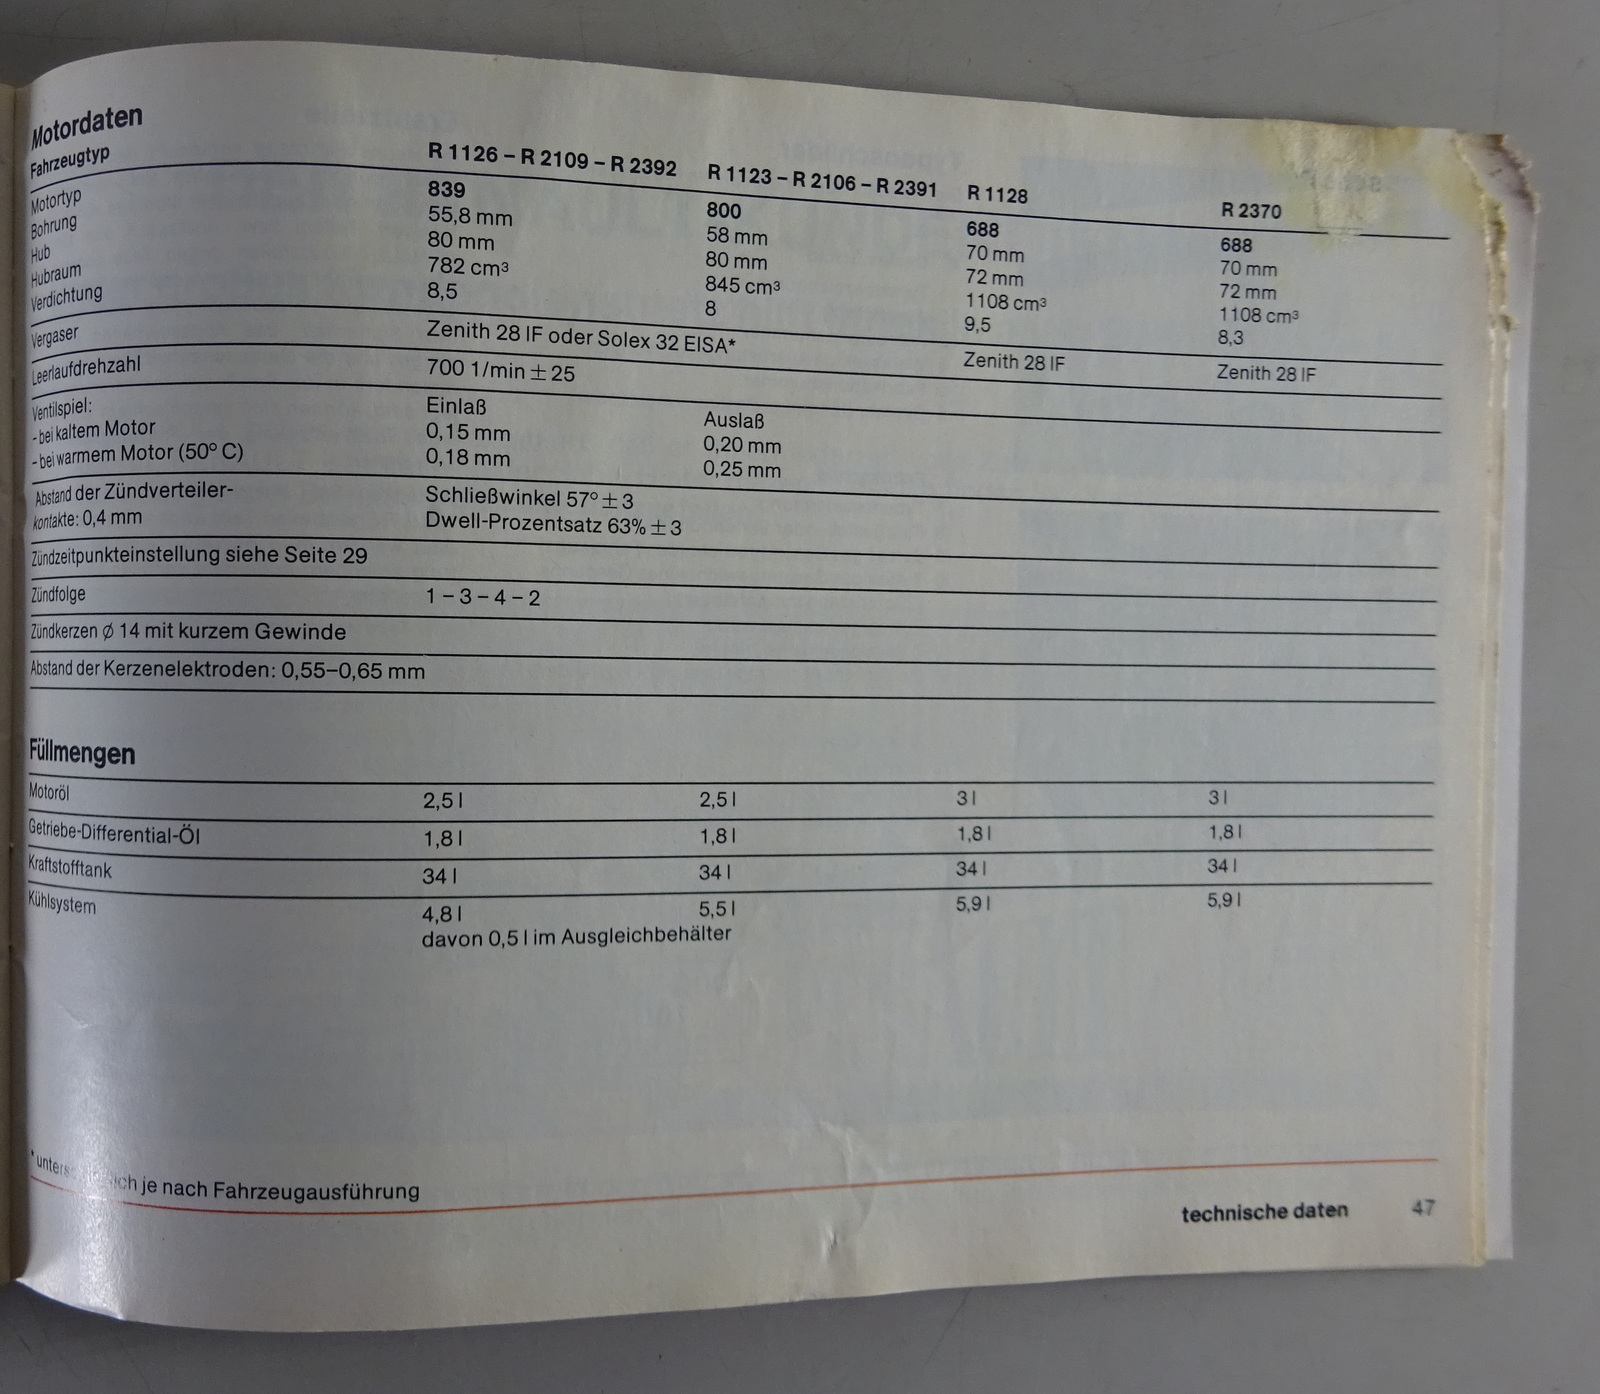 Motordaten
Fahrzeugtyp R 1126 – R 2109 – R 2392 R 1123 – R 2106 – R 2391 R 1128 R 2370
Motortyp 839 800 688 688
Bohrung 55,8 mm 58 mm 70 mm 70 mm
Hub 80 mm 80 mm 72 mm 72 mm
Hubraum 782 cm³ 845 cm³ 1108 cm³ 1108 cm³
Verdichtung 8,5 8 9,5 8,3
Vergaser Zenith 28 IF oder Solex 32 EISA* Zenith 28 IF Zenith 28 IF
Leerlaufdrehzahl 700 1/min ± 25
Ventilspiel: Einlaß Auslaß
- bei kaltem Motor 0,15 mm 0,20 mm
- bei warmem Motor (50° C) 0,18 mm 0,25 mm
Abstand der Zündverteiler- Schließwinkel 57° ± 3
kontakte: 0,4 mm Dwell-Prozentsatz 63% ± 3
Zündzeitpunkteinstellung siehe Seite 29
Zündfolge 1 – 3 – 4 – 2
Zündkerzen ∅ 14 mit kurzem Gewinde
Abstand der Kerzenelektroden: 0,55–0,65 mm
Füllmengen
Motoröl 2,5 l 2,5 l 3 l 3 l
Getriebe-Differential-Öl 1,8 l 1,8 l 1,8 l 1,8 l
Kraftstofftank 34 l 34 l 34 l 34 l
Kühlsystem 4,8 l 5,5 l 5,9 l 5,9 l
davon 0,5 l im Ausgleichbehälter
* je nach Fahrzeugausführung
technische daten 47